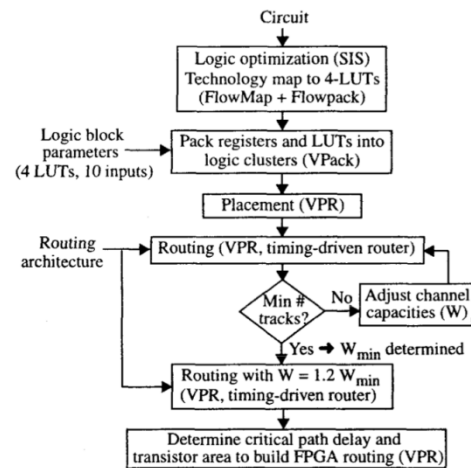 Circuit
Logic optimization (SIS)
Technology map to 4-LUTs
(FlowMap + Flowpack)
Logic block
parameters
(4 LUTs, 10 inputs)
Pack registers and LUTs into
logic clusters (VPack)
Placement (VPR)
Routing
architecture
Routing (VPR, timing-driven router)
Min #
tracks?
No
Adjust channel
capacities (W)
Yes ➔ Wmin determined
Routing with W = 1.2 Wmin
(VPR, timing-driven router)
Determine critical path delay and
transistor area to build FPGA routing (VPR)